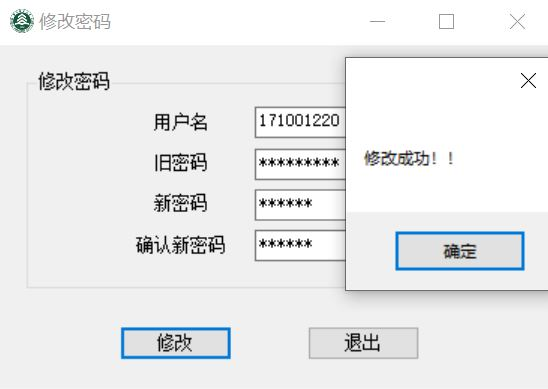 修改密码
修改密码
用户名 171001220
旧密码 *********
新密码 ******
确认新密码 ******
修改成功！！
确定
修改 退出